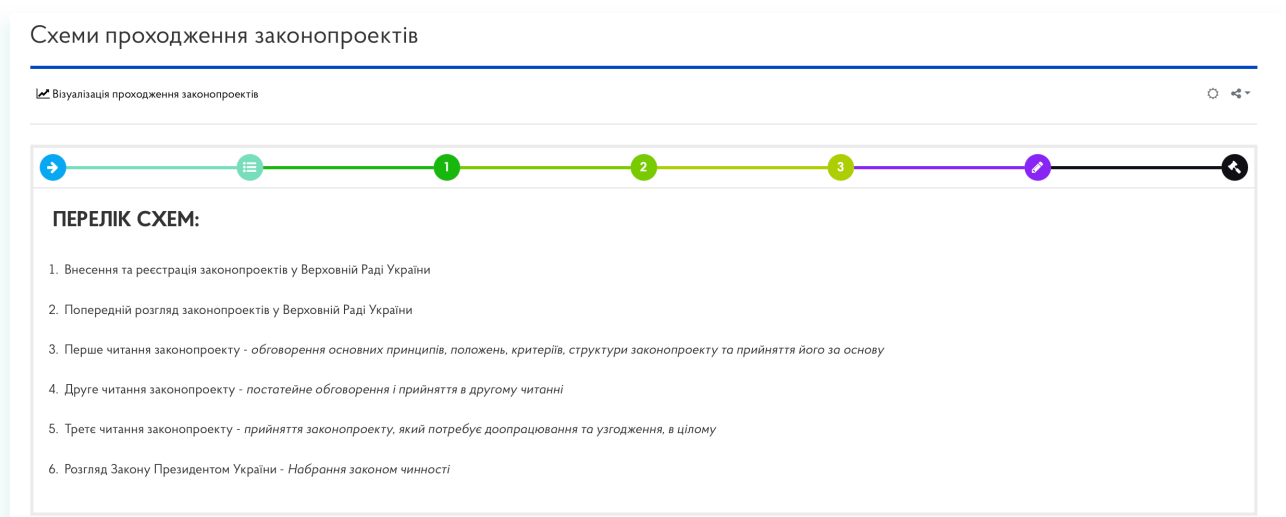 Схеми проходження законопроектів
Візуалізація проходження законопроектів
1 2 3
ПЕРЕЛІК СХЕМ:
1. Внесення та реєстрація законопроектів у Верховній Раді України
2. Попередній розгляд законопроектів у Верховній Раді України
3. Перше читання законопроекту - обговорення основних принципів, положень, критеріїв, структури законопроекту та прийняття його за основу
4. Друге читання законопроекту - постатейне обговорення і прийняття в другому читанні
5. Третє читання законопроекту - прийняття законопроекту, який потребує доопрацювання та узгодження, в цілому
6. Розгляд Закону Президентом України - Набрання законом чинності